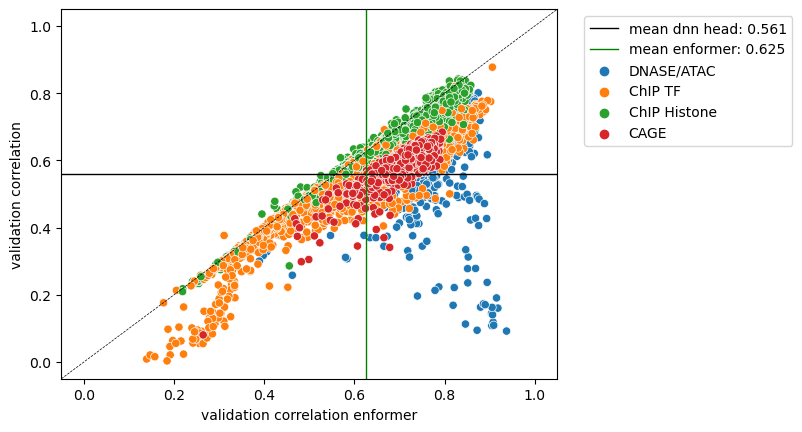 1.0
0.8
0.6
0.4
0.2
0.0
validation correlation
0.0 0.2 0.4 0.6 0.8 1.0
validation correlation enformer
mean dnn head: 0.561
mean enformer: 0.625
DNASE/ATAC
ChIP TF
ChIP Histone
CAGE